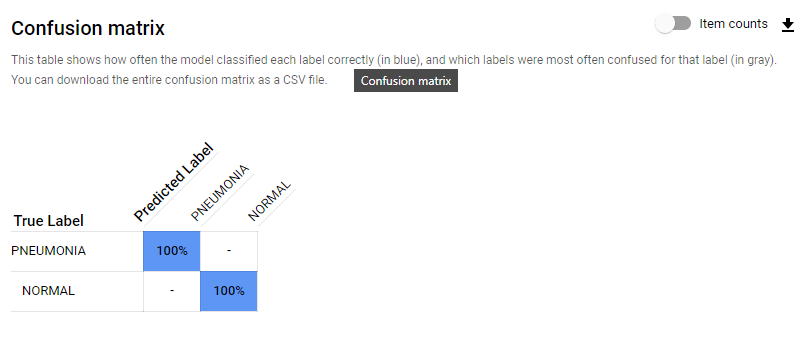 Confusion matrix
Item counts
This table shows how often the model classified each label correctly (in blue), and which labels were most often confused for that label (in gray).
You can download the entire confusion matrix as a CSV file.
Confusion matrix
Predicted Label
PNEUMONIA
NORMAL
True Label
PNEUMONIA 100% -
NORMAL - 100%